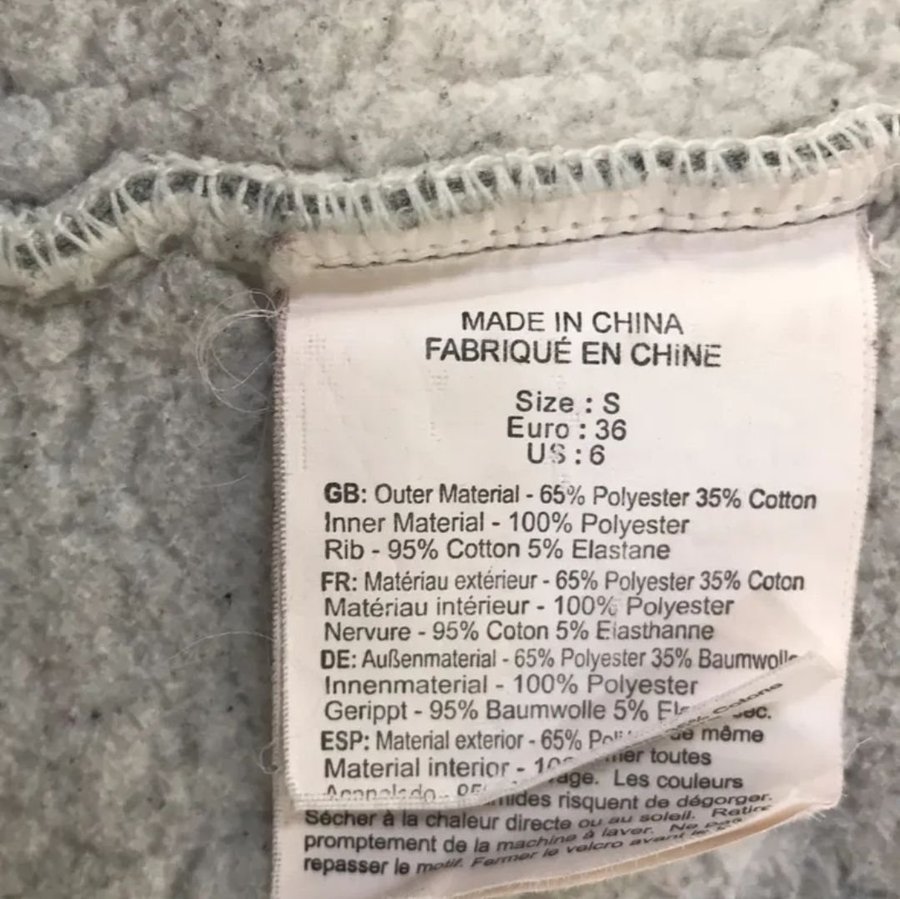 MADE IN CHINA
FABRIQUÉ EN CHINE
Size : S
Euro : 36
US : 6
GB: Outer Material - 65% Polyester 35% Cotton
Inner Material - 100% Polyester
Rib - 95% Cotton 5% Elastane
FR: Matériau extérieur - 65% Polyester 35% Coton
Matériau intérieur - 100% Polyester
Nervure - 95% Coton 5% Elasthanne
DE: Außenmaterial - 65% Polyester 35% Baumwolle
Innenmaterial - 100% Polyester
Gerippt - 95% Baumwolle 5%
ESP: Material exterior - 65% de même
Material interior - toutes
Les couleurs
risquent de dégorger.
Sécher à la chaleur directe ou au soleil. Retirer
promptement de la machine à laver. Ne pas
repasser le motif. Fermer le velcro avant le